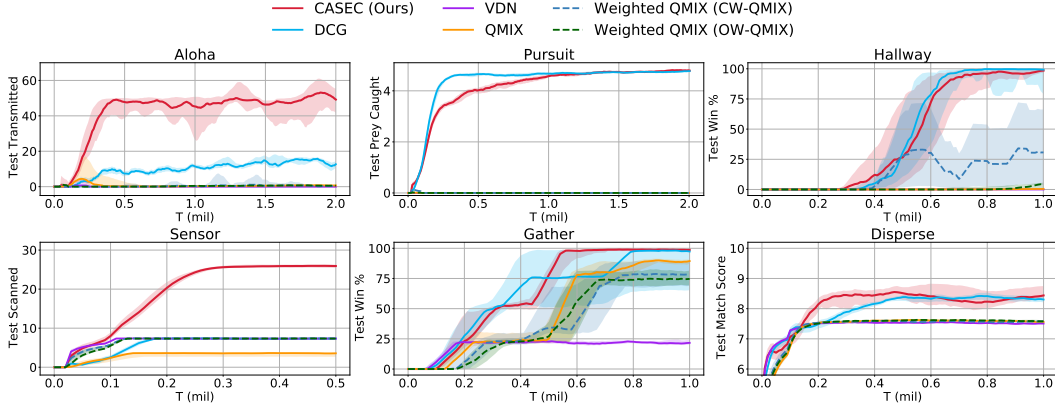 CASEC (Ours) VDN Weighted QMIX (CW-QMIX)
DCG QMIX Weighted QMIX (OW-QMIX)
Aloha Pursuit Hallway
Test Transmitted
60
40
20
0
0.0 0.5 1.0 1.5 2.0
T (mil)
Test Prey Caught
4
2
0
0.0 0.5 1.0 1.5 2.0
T (mil)
Test Win %
100
75
50
25
0
0.0 0.2 0.4 0.6 0.8 1.0
T (mil)
Sensor Gather Disperse
Test Scanned
30
20
10
0
0.0 0.1 0.2 0.3 0.4 0.5
T (mil)
Test Win %
100
75
50
25
0
0.0 0.2 0.4 0.6 0.8 1.0
T (mil)
Test Match Score
10
9
8
7
6
0.0 0.2 0.4 0.6 0.8 1.0
T (mil)